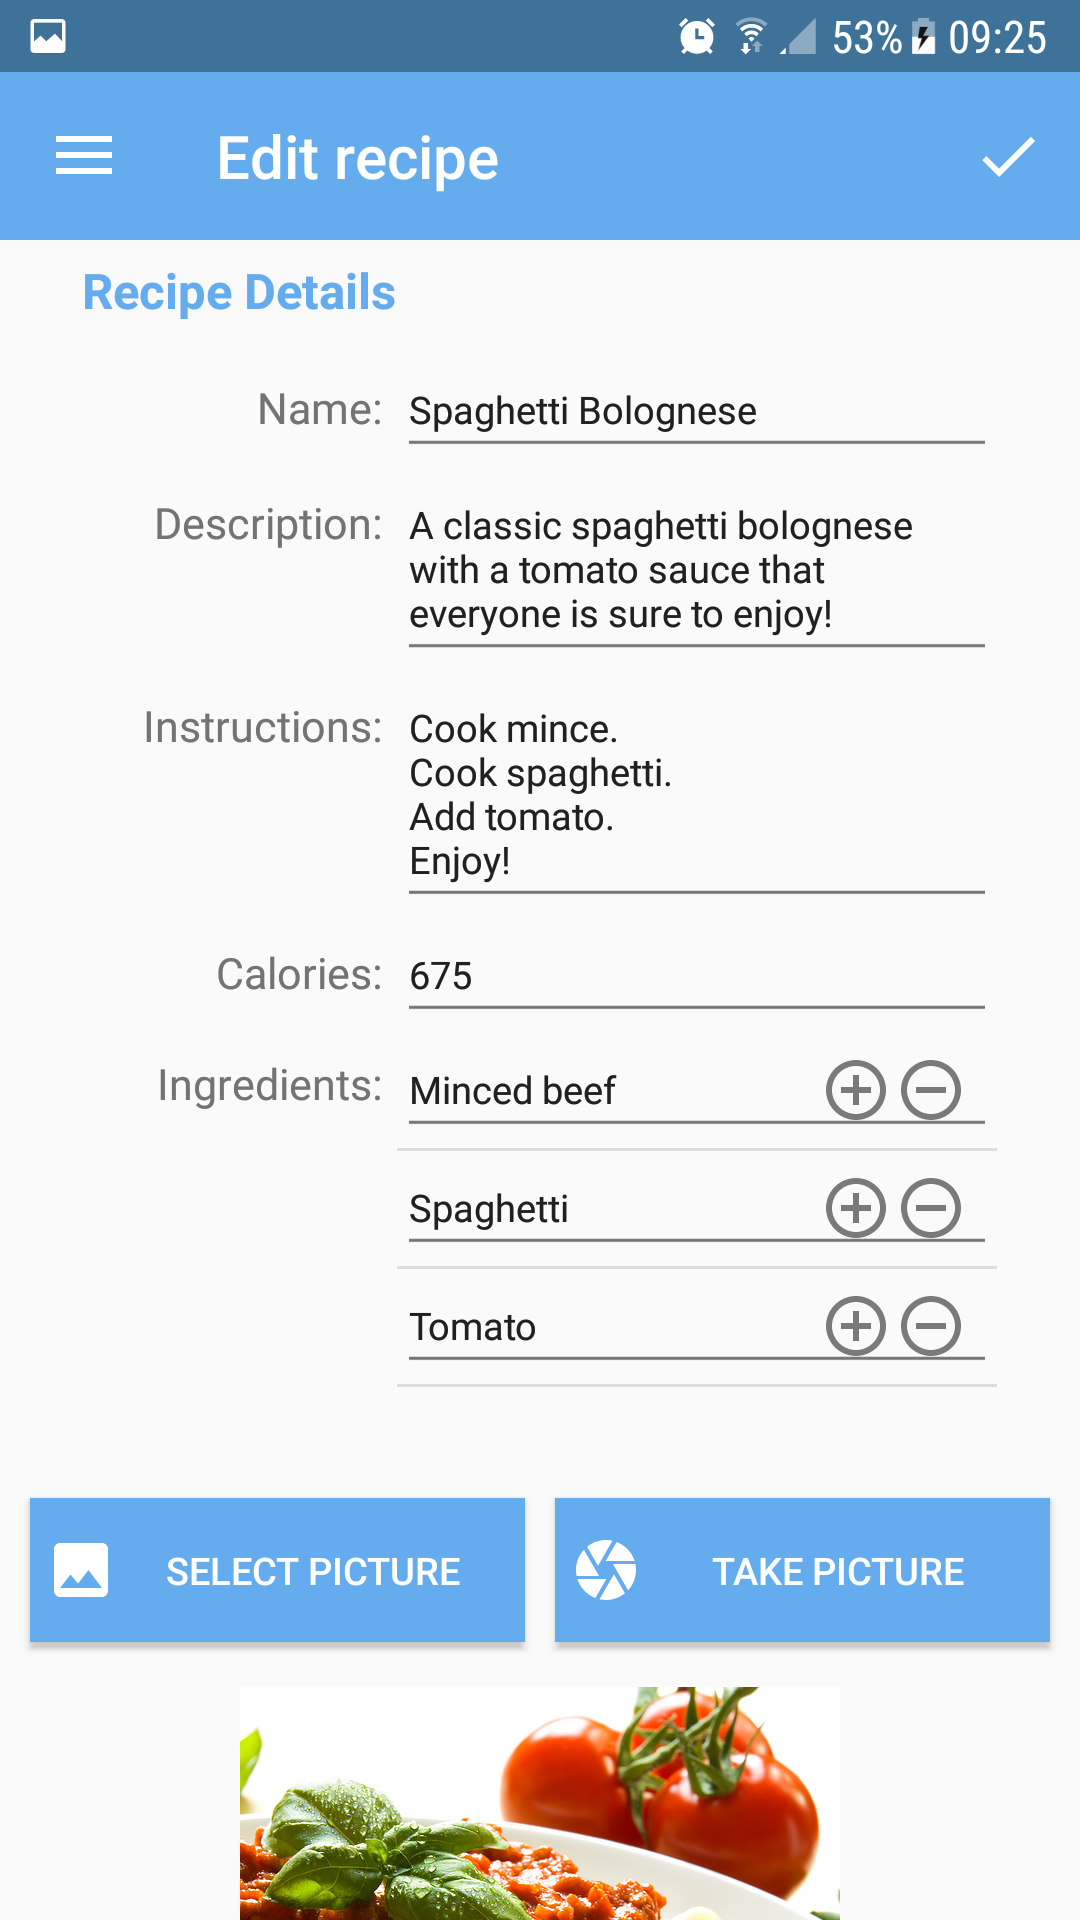 53% 09:25
Edit recipe
Recipe Details
Name: Spaghetti Bolognese
Description: A classic spaghetti bolognese
with a tomato sauce that
everyone is sure to enjoy!
Instructions: Cook mince.
Cook spaghetti.
Add tomato.
Enjoy!
Calories: 675
Ingredients: Minced beef
Spaghetti
Tomato
SELECT PICTURE TAKE PICTURE